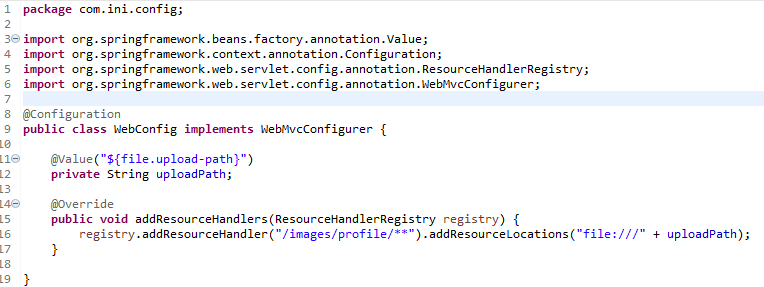 1 package com.ini.config;
2
3 import org.springframework.beans.factory.annotation.Value;
4 import org.springframework.context.annotation.Configuration;
5 import org.springframework.web.servlet.config.annotation.ResourceHandlerRegistry;
6 import org.springframework.web.servlet.config.annotation.WebMvcConfigurer;
7
8 @Configuration
9 public class WebConfig implements WebMvcConfigurer {
10
11 @Value("${file.upload-path}")
12 private String uploadPath;
13
14 @Override
15 public void addResourceHandlers(ResourceHandlerRegistry registry) {
16 registry.addResourceHandler("/images/profile/**").addResourceLocations("file:///" + uploadPath);
17 }
18
19 }